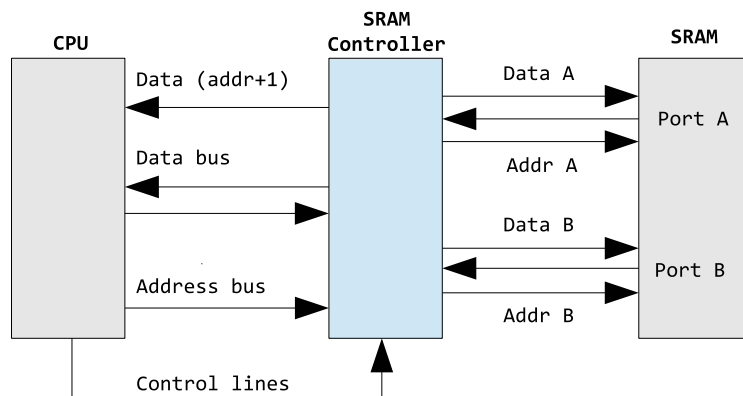 CPU
SRAM
Controller
SRAM
Data (addr+1)
Data bus
Address bus
Control lines
Data A
Addr A
Data B
Addr B
Port A
Port B